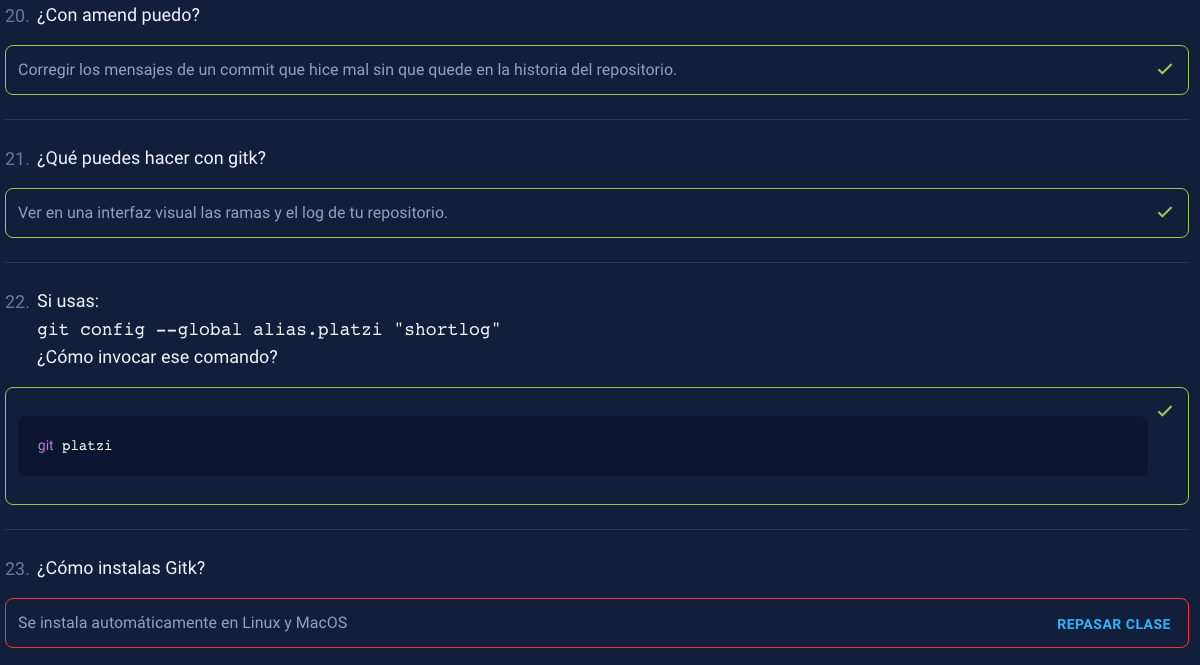 20. ¿Con amend puedo?
Corregir los mensajes de un commit que hice mal sin que quede en la historia del repositorio.
21. ¿Qué puedes hacer con gitk?
Ver en una interfaz visual las ramas y el log de tu repositorio.
22. Si usas:
git config --global alias.platzi "shortlog"
¿Cómo invocar ese comando?
git platzi
23. ¿Cómo instalas Gitk?
Se instala automáticamente en Linux y MacOS
REPASAR CLASE